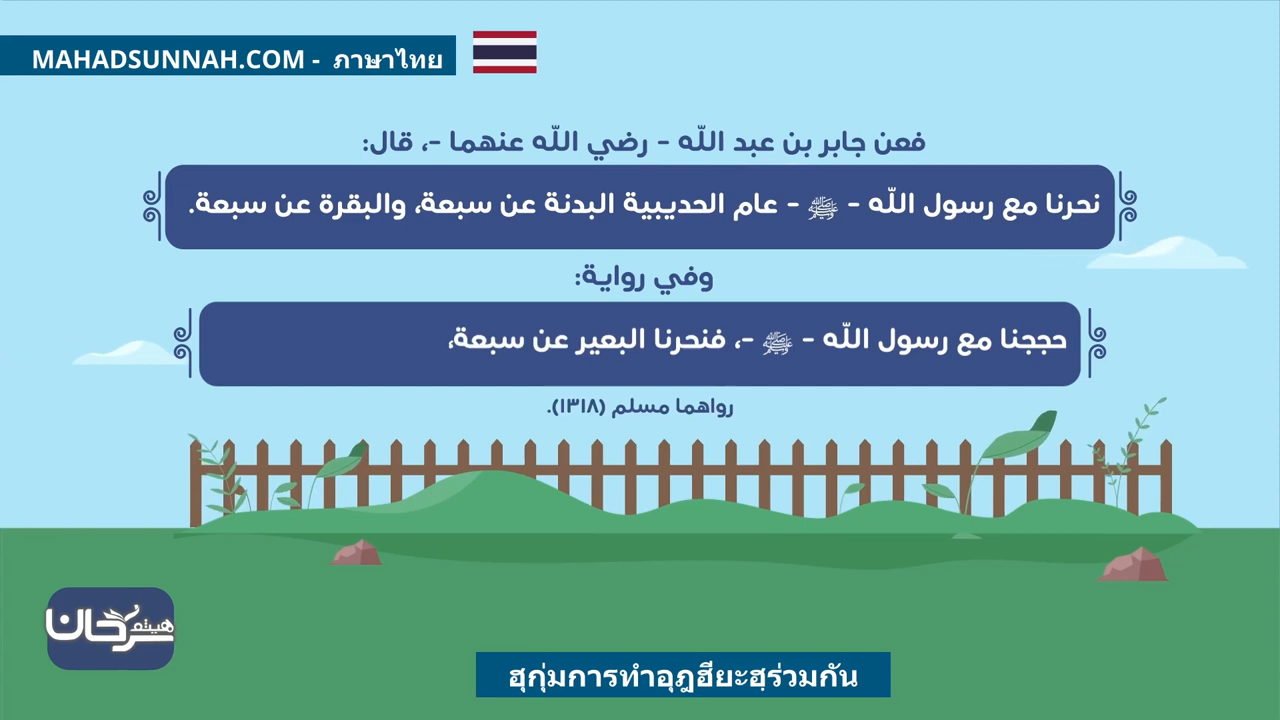 MAHADSUNNAH.COM - ภาษาไทย
فعن جابر بن عبد الله - رضي الله عنهما -، قال:
نحرنا مع رسول الله - ﷺ - عام الحديبية البدنة عن سبعة، والبقرة عن سبعة.
وفي رواية:
حججنا مع رسول الله - ﷺ -، فنحرنا البعير عن سبعة،
رواهما مسلم (١٣١٨).
هيثم
سرحان
ฮุกุ่มการทำอุฎฮียะฮฺร่วมกัน